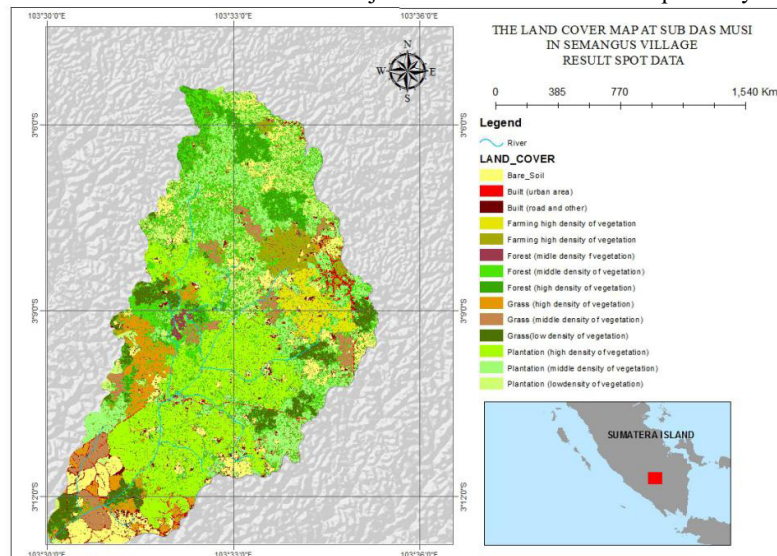 103°30'0"E 103°33'0"E 103°36'0"E
THE LAND COVER MAP AT SUB DAS MUSI
IN SEMANGUS VILLAGE
RESULT SPOT DATA
N
W E
S
0 385 770 1,540 Km
3°6'0"S 3°6'0"S
Legend
River
LAND_COVER
Bare_Soil
Built (urban area)
Built (road and other)
Farming high density of vegetation
Farming high density of vegetation
Forest (midle density f vegetation)
Forest (middle density of vegetation)
Forest (high density of vegetation)
Grass (high density of vegetation)
Grass (middle density of vegetation)
Grass(low density of vegetation)
Plantation (high density of vegetation)
Plantation (middle density of vegetation)
Plantation (lowdensity of vegetation)
3°9'0"S 3°9'0"S
SUMATERA ISLAND
3°12'0"S 3°12'0"S
103°30'0"E 103°33'0"E 103°36'0"E